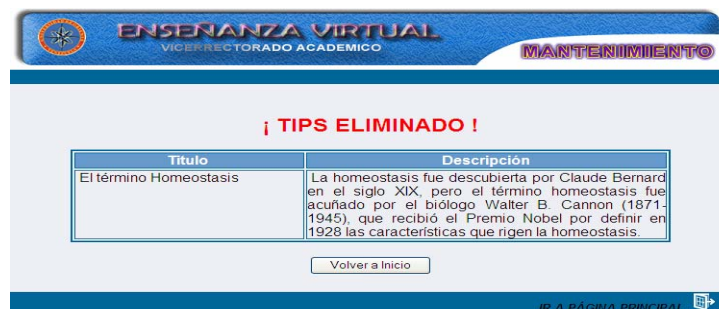 ENSEÑANZA VIRTUAL
VICERRECTORADO ACADEMICO
MANTENIMIENTO
¡ TIPS ELIMINADO !
Titulo
Descripción
El término Homeostasis
La homeostasis fue descubierta por Claude Bernard
en el siglo XIX, pero el término homeostasis fue
acuñado por el biólogo Walter B. Cannon (1871-
1945), que recibió el Premio Nobel por definir en
1928 las características que rigen la homeostasis.
Volver a Inicio
IR A PÁGINA PRINCIPAL